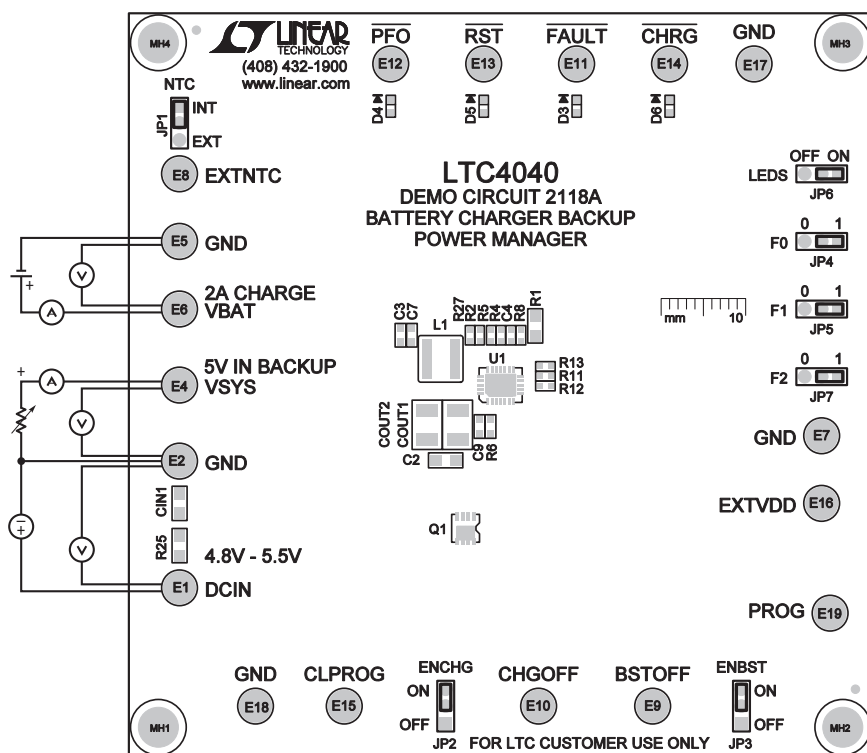 MH4
LINEAR
TECHNOLOGY
(408) 432-1900
www.linear.com
PFO
RST
FAULT
CHRG
GND
E12
E13
E11
E14
E17
MH3
D4
D5
D3
D6
NTC
INT
JP1
EXT
E8 EXTNTC
LTC4040
DEMO CIRCUIT 2118A
BATTERY CHARGER BACKUP
POWER MANAGER
OFF ON
LEDS
JP6
0 1
F0
JP4
0 1
F1
JP5
0 1
F2
JP7
V
E5 GND
+
A
2A CHARGE
E6 VBAT
mm 10
C3
C7
L1
R27
R2
R5
R4
C4
R8
R1
U1
R13
R11
R12
+
A
5V IN BACKUP
E4 VSYS
V
COUT2
COUT1
C2
C9
R6
E2 GND
GND E7
CIN1
EXTVDD E16
Q1
+
V
R25
4.8V - 5.5V
E1 DCIN
PROG E19
GND
CLPROG
ENCHG
CHGOFF
BSTOFF
ENBST
ON
ON
E18
E15
E10
E9
OFF
OFF
MH1
JP2
FOR LTC CUSTOMER USE ONLY
JP3
MH2